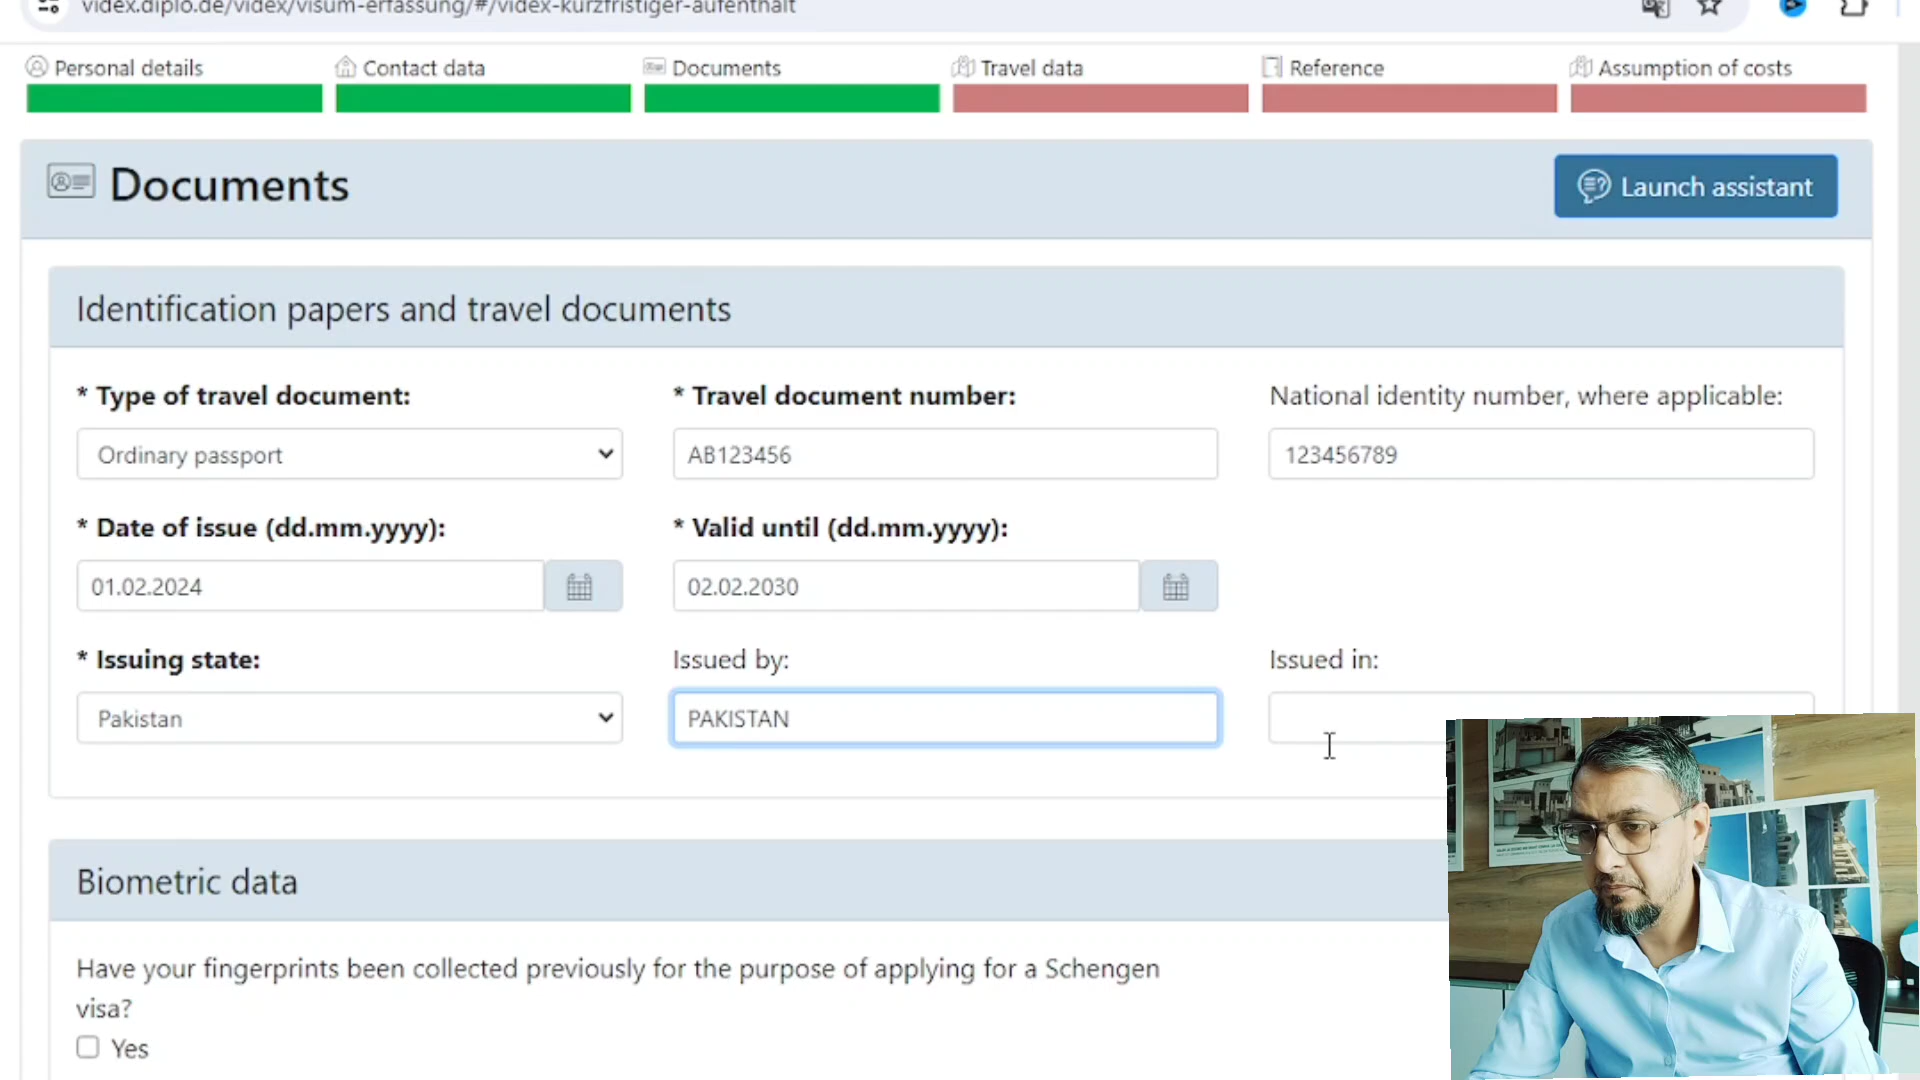 videx.diplo.de/videx/visum-erfassung/#/videx-kurzfristiger-aufenthalt
Personal details
Contact data
Documents
Travel data
Reference
Assumption of costs
Documents
Launch assistant
Identification papers and travel documents
* Type of travel document:
* Travel document number:
National identity number, where applicable:
Ordinary passport
AB123456
123456789
* Date of issue (dd.mm.yyyy):
* Valid until (dd.mm.yyyy):
01.02.2024
02.02.2030
* Issuing state:
Issued by:
Issued in:
Pakistan
PAKISTAN
Biometric data
Have your fingerprints been collected previously for the purpose of applying for a Schengen
visa?
Yes